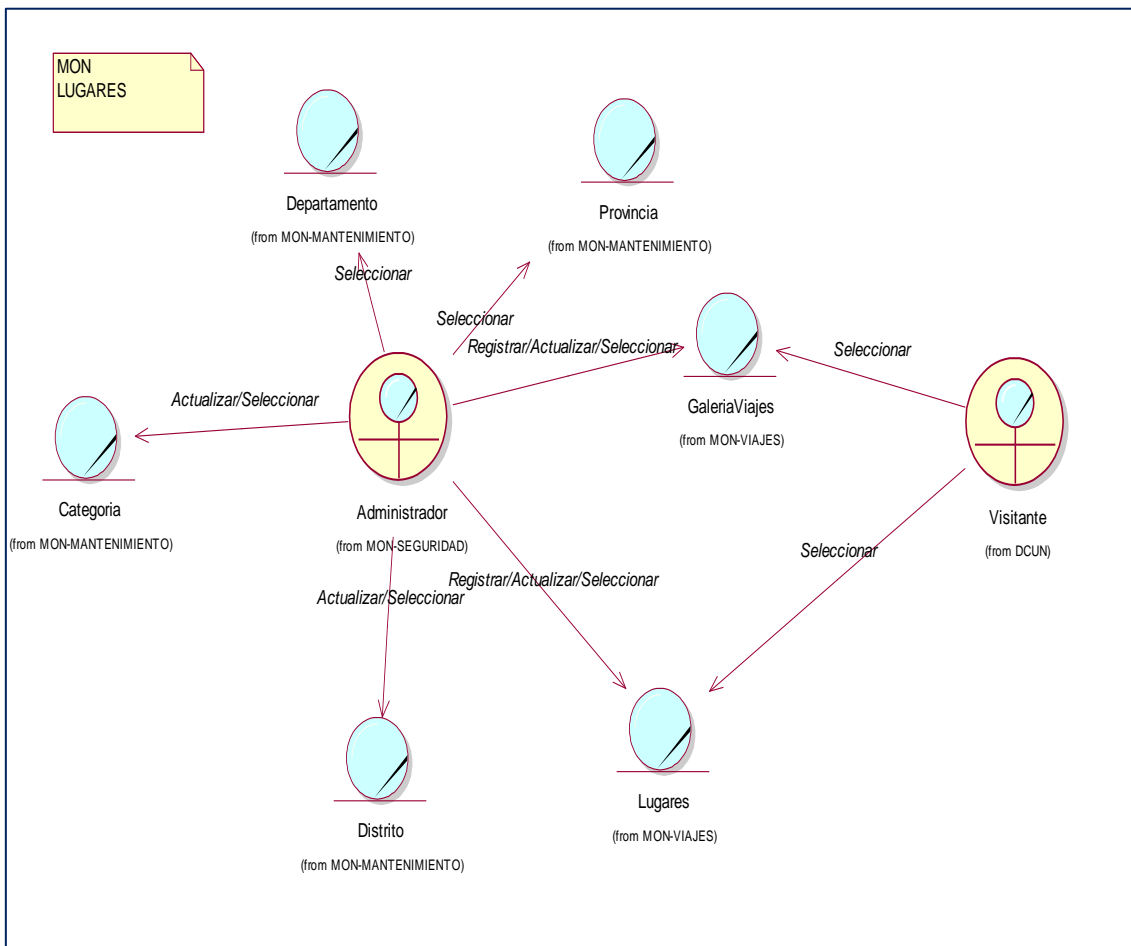 MON
LUGARES
Departamento
(from MON-MANTENIMIENTO)
Provincia
(from MON-MANTENIMIENTO)
Seleccionar
Seleccionar
Registrar/Actualizar/Seleccionar
Seleccionar
Actualizar/Seleccionar
GaleriaViajes
(from MON-VIAJES)
Categoria
(from MON-MANTENIMIENTO)
Administrador
(from MON-SEGURIDAD)
Visitante
(from DCUN)
Seleccionar
Registrar/Actualizar/Seleccionar
Actualizar/Seleccionar
Lugares
(from MON-VIAJES)
Distrito
(from MON-MANTENIMIENTO)